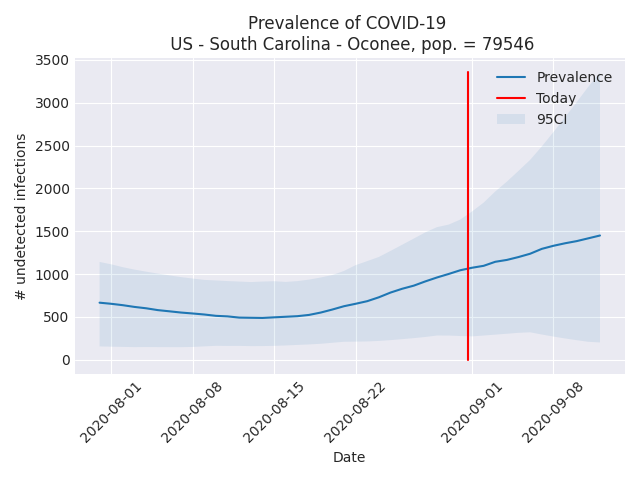 Prevalence of COVID-19
US - South Carolina - Oconee, pop. = 79546
3500
3000
2500
2000
1500
1000
500
0
# undetected infections
Prevalence
Today
95CI
2020-08-01
2020-08-08
2020-08-15
2020-08-22
2020-09-01
2020-09-08
Date